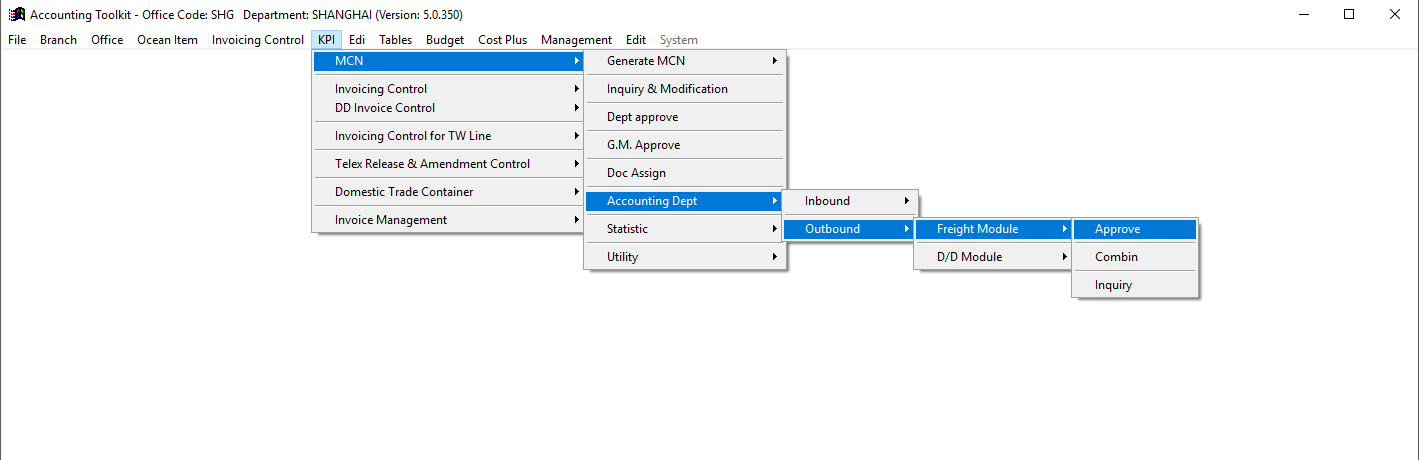 Accounting Toolkit - Office Code: SHG   Department: SHANGHAI (Version: 5.0.350)
File Branch Office Ocean Item Invoicing Control KPI Edi Tables Budget Cost Plus Management Edit System
MCN
Invoicing Control
DD Invoice Control
Invoicing Control for TW Line
Telex Release & Amendment Control
Domestic Trade Container
Invoice Management
Generate MCN
Inquiry & Modification
Dept approve
G.M. Approve
Doc Assign
Accounting Dept
Statistic
Utility
Inbound
Outbound
Freight Module
D/D Module
Approve
Combin
Inquiry